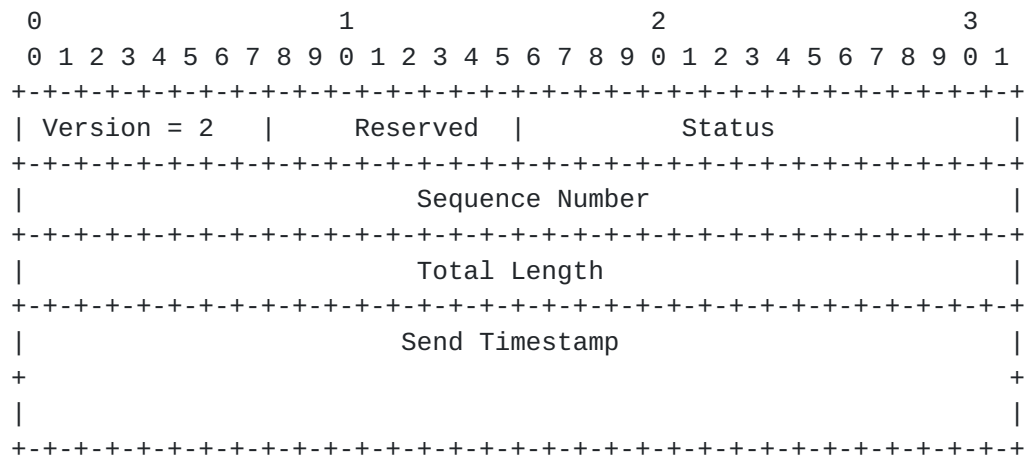 0                   1                   2                   3
 0 1 2 3 4 5 6 7 8 9 0 1 2 3 4 5 6 7 8 9 0 1 2 3 4 5 6 7 8 9 0 1
+-+-+-+-+-+-+-+-+-+-+-+-+-+-+-+-+-+-+-+-+-+-+-+-+-+-+-+-+-+-+-+-+
| Version = 2   |     Reserved  |          Status               |
+-+-+-+-+-+-+-+-+-+-+-+-+-+-+-+-+-+-+-+-+-+-+-+-+-+-+-+-+-+-+-+-+
|                         Sequence Number                       |
+-+-+-+-+-+-+-+-+-+-+-+-+-+-+-+-+-+-+-+-+-+-+-+-+-+-+-+-+-+-+-+-+
|                         Total Length                          |
+-+-+-+-+-+-+-+-+-+-+-+-+-+-+-+-+-+-+-+-+-+-+-+-+-+-+-+-+-+-+-+-+
|                        Send Timestamp                         |
+                                                               +
|                                                               |
+-+-+-+-+-+-+-+-+-+-+-+-+-+-+-+-+-+-+-+-+-+-+-+-+-+-+-+-+-+-+-+-+